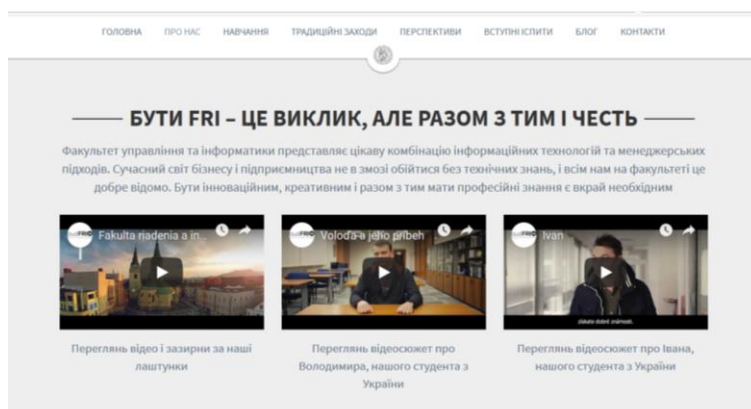 ГОЛОВНА ПРО НАС НАВЧАННЯ ТРАДИЦІЙНІ ЗАХОДИ ПЕРСПЕКТИВИ ВСТУПНІ ІСПИТИ БЛОГ КОНТАКТИ
БУТИ FRI – ЦЕ ВИКЛИК, АЛЕ РАЗОМ З ТИМ І ЧЕСТЬ
Факультет управління та інформатики представляє цікаву комбінацію інформаційних технологій та менеджерських
підходів. Сучасний світ бізнесу і підприємництва не в змозі обійтися без технічних знань, і всім нам на факультеті це
добре відомо. Бути інноваційним, креативним і разом з тим мати професійні знання є вкрай необхідним
Fakulta riadenia a in...
Voloďa a jeho príbeh
Ivan
získate dobré známosti.
Переглянь відео і зазирни за наші
лаштунки
Переглянь відеосюжет про
Володимира, нашого студента з
України
Переглянь відеосюжет про Івана,
нашого студента з України